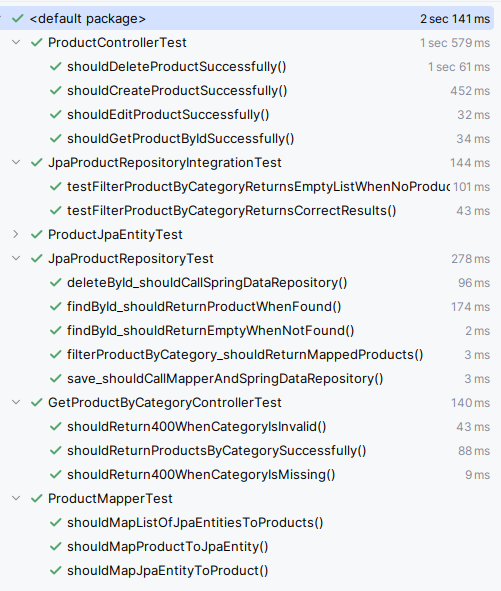 <default package> 2 sec 141 ms
ProductControllerTest 1 sec 579 ms
shouldDeleteProductSuccessfully() 1 sec 61 ms
shouldCreateProductSuccessfully() 452 ms
shouldEditProductSuccessfully() 32 ms
shouldGetProductByIdSuccessfully() 34 ms
JpaProductRepositoryIntegrationTest 144 ms
testFilterProductByCategoryReturnsEmptyListWhenNoProduc 101 ms
testFilterProductByCategoryReturnsCorrectResults() 43 ms
ProductJpaEntityTest
JpaProductRepositoryTest 278 ms
deleteById_shouldCallSpringDataRepository() 96 ms
findById_shouldReturnProductWhenFound() 174 ms
findById_shouldReturnEmptyWhenNotFound() 2 ms
filterProductByCategory_shouldReturnMappedProducts() 3 ms
save_shouldCallMapperAndSpringDataRepository() 3 ms
GetProductByCategoryControllerTest 140 ms
shouldReturn400WhenCategoryIsInvalid() 43 ms
shouldReturnProductsByCategorySuccessfully() 88 ms
shouldReturn400WhenCategoryIsMissing() 9 ms
ProductMapperTest
shouldMapListOfJpaEntitiesToProducts()
shouldMapProductToJpaEntity()
shouldMapJpaEntityToProduct()